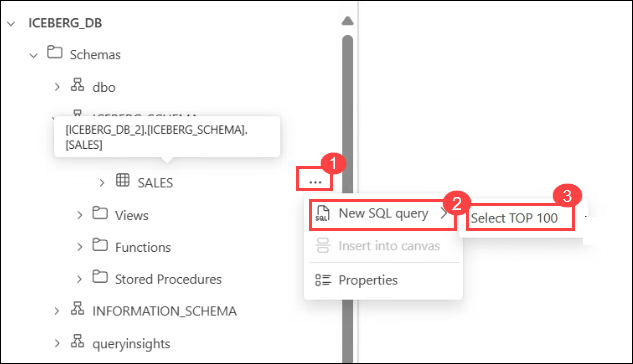 ICEBERG_DB
Schemas
dbo
[ICEBERG_DB_2].[ICEBERG_SCHEMA].
[SALES]
1
SALES
...
2
3
New SQL query
Select TOP 100
Views
SQL
Insert into canvas
Functions
Properties
Stored Procedures
INFORMATION_SCHEMA
queryinsights